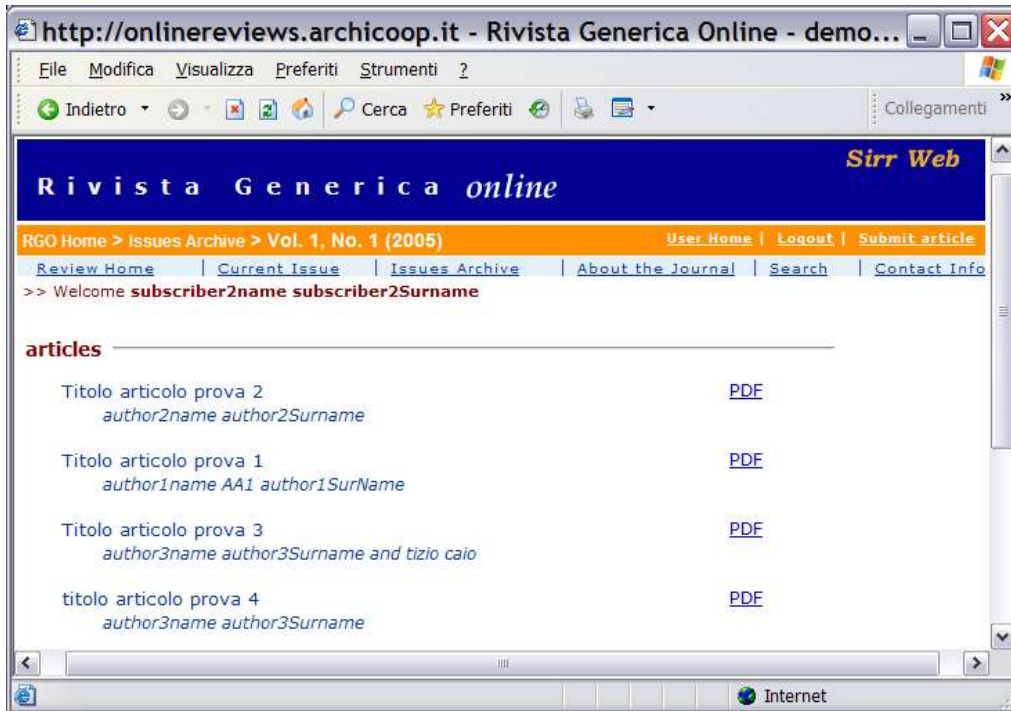 http://onlinereviews.archicoop.it - Rivista Generica Online - demo...
File Modifica Visualizza Preferiti Strumenti ?
Indietro Cerca Preferiti Collegamenti »
Sirr Web
Rivista Generica online
RGO Home > Issues Archive > Vol. 1, No. 1 (2005) User Home | Logout | Submit article
Review Home | Current Issue | Issues Archive | About the Journal | Search | Contact Info
>> Welcome subscriber2name subscriber2Surname
articles
Titolo articolo prova 2 PDF
author2name author2Surname
Titolo articolo prova 1 PDF
author1name AA1 author1SurName
Titolo articolo prova 3 PDF
author3name author3Surname and tizio caio
titolo articolo prova 4 PDF
author3name author3Surname
Internet